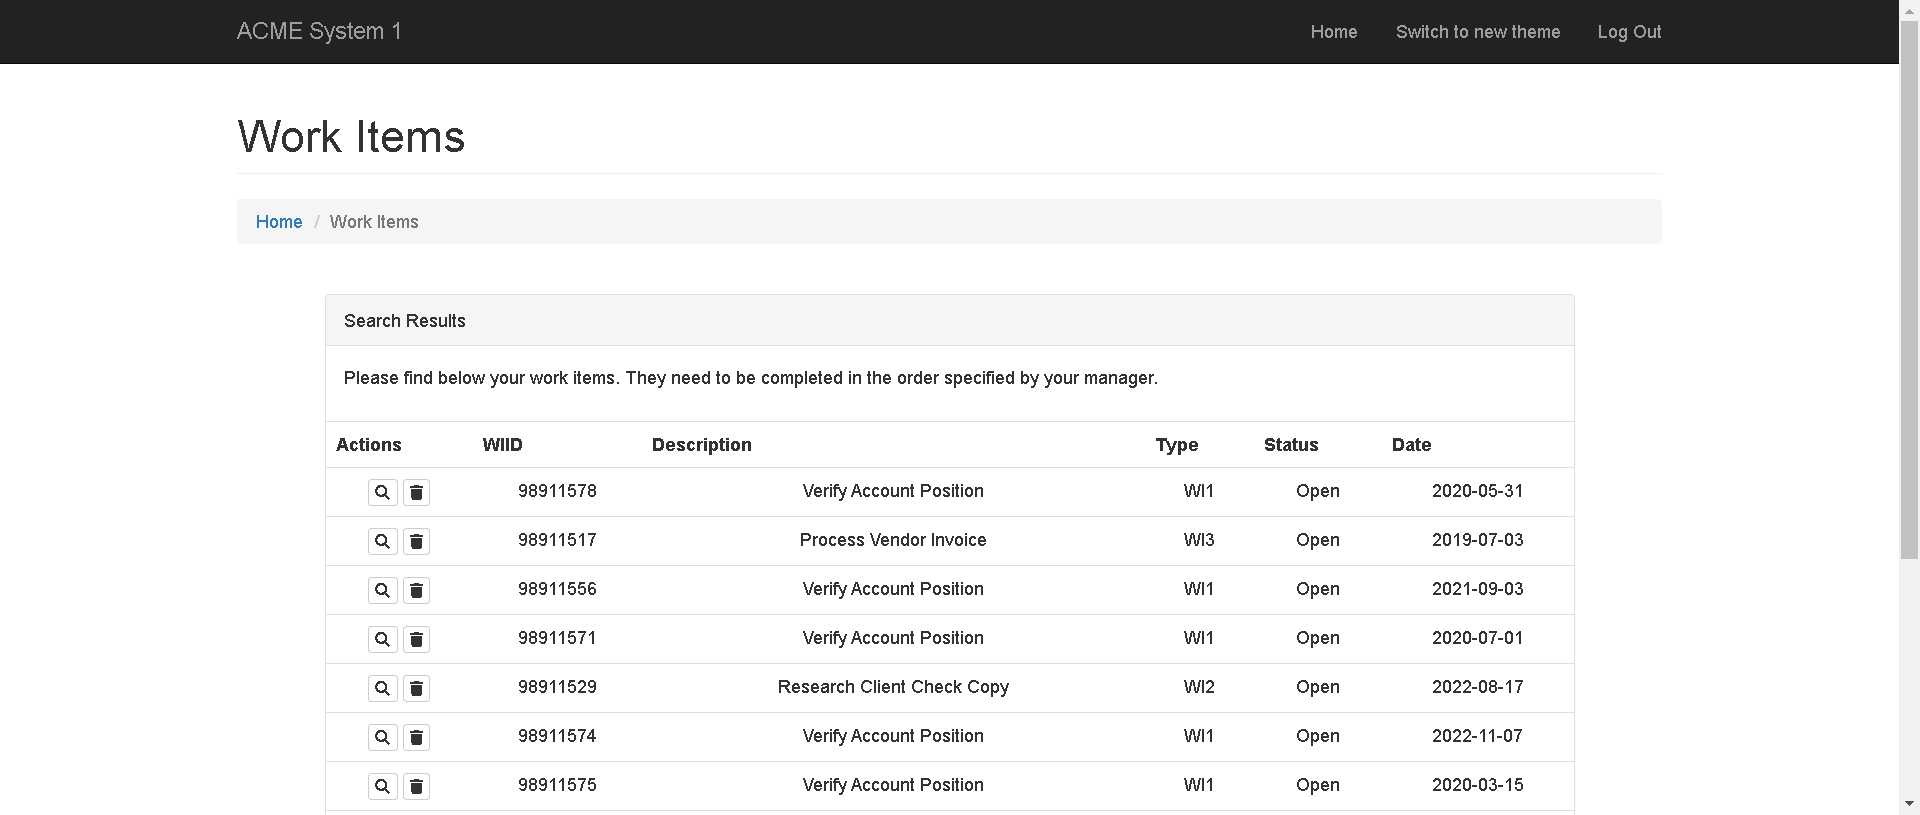 ACME System 1 Home Switch to new theme Log Out
Work Items
Home / Work Items
Search Results
Please find below your work items. They need to be completed in the order specified by your manager.
Actions WIID Description Type Status Date
98911578 Verify Account Position WI1 Open 2020-05-31
98911517 Process Vendor Invoice WI3 Open 2019-07-03
98911556 Verify Account Position WI1 Open 2021-09-03
98911571 Verify Account Position WI1 Open 2020-07-01
98911529 Research Client Check Copy WI2 Open 2022-08-17
98911574 Verify Account Position WI1 Open 2022-11-07
98911575 Verify Account Position WI1 Open 2020-03-15